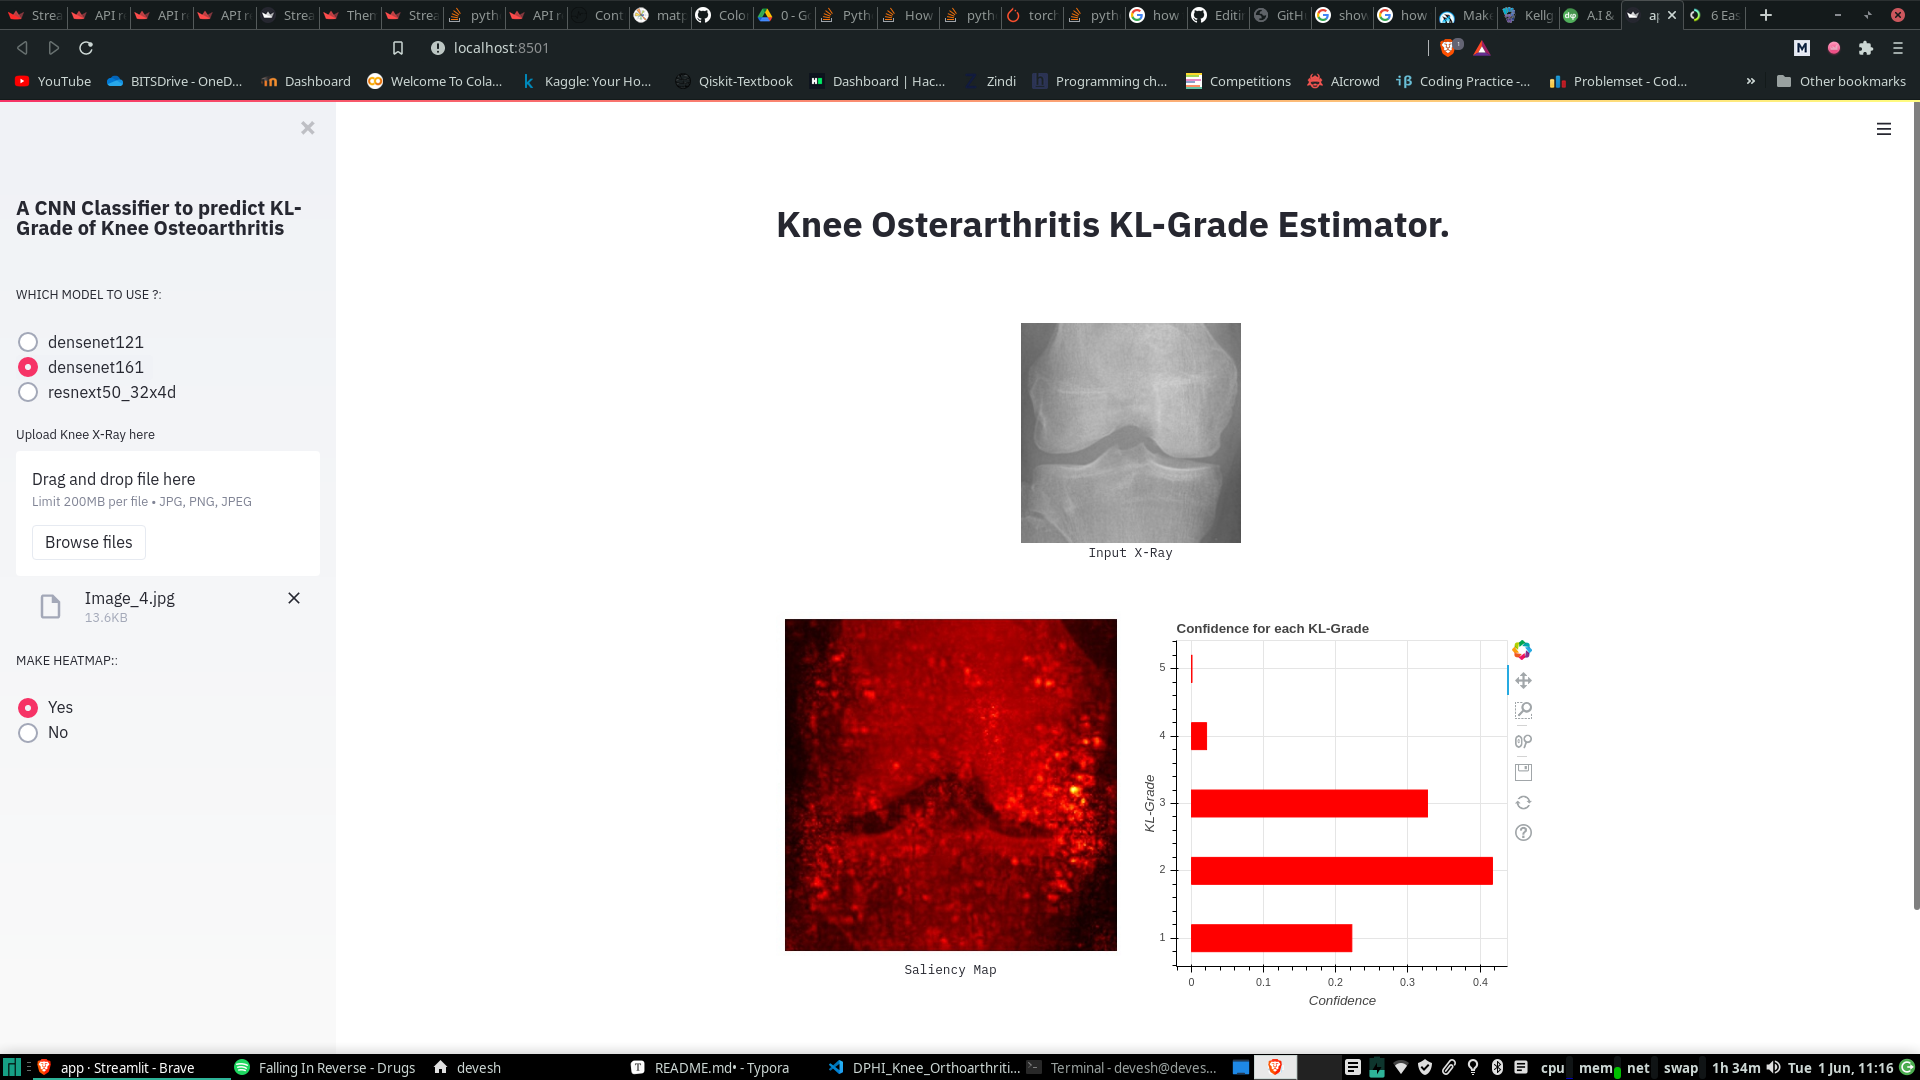 Strea
API r
API r
API r
Strea
Then
Strea
pyth
API r
Cont
matp
Colo
0 - G
Pyth
How
pyth
torch
pyth
how
Editi
GitH
show
how
Make
Kellg
A.I &
ap
6 Eas
localhost:8501
YouTube
BITSDrive - OneD...
Dashboard
Welcome To Cola...
Kaggle: Your Ho...
Qiskit-Textbook
Dashboard | Hac...
Zindi
Programming ch...
Competitions
AIcrowd
Coding Practice -...
Problemset - Cod...
»
Other bookmarks
A CNN Classifier to predict KL-
Grade of Knee Osteoarthritis
WHICH MODEL TO USE ?:
densenet121
densenet161
resnext50_32x4d
Upload Knee X-Ray here
Drag and drop file here
Limit 200MB per file • JPG, PNG, JPEG
Browse files
Image_4.jpg
13.6KB
MAKE HEATMAP::
Yes
No
Knee Osterarthritis KL-Grade Estimator.
Input X-Ray
Saliency Map
Confidence for each KL-Grade
KL-Grade
5
4
3
2
1
0 0.1 0.2 0.3 0.4
Confidence
app · Streamlit - Brave
Falling In Reverse - Drugs
devesh
README.md• - Typora
DPHI_Knee_Orthoarthriti...
Terminal - devesh@deves...
cpu
mem
net
swap
1h 34m
Tue 1 Jun, 11:16